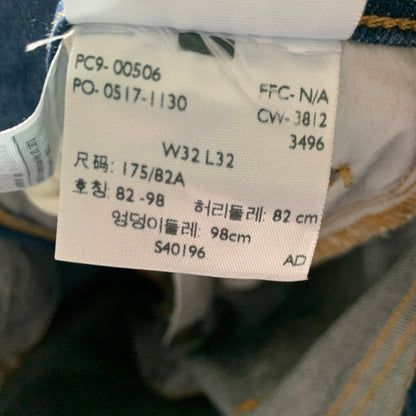 PC9- 00506
FFC- N/A
PO- 0517-1130
CW- 3812
3496
W32 L32
尺码: 175/82A
호칭: 82 -98 허리둘레: 82 cm
엉덩이둘레: 98cm
S40196
AD